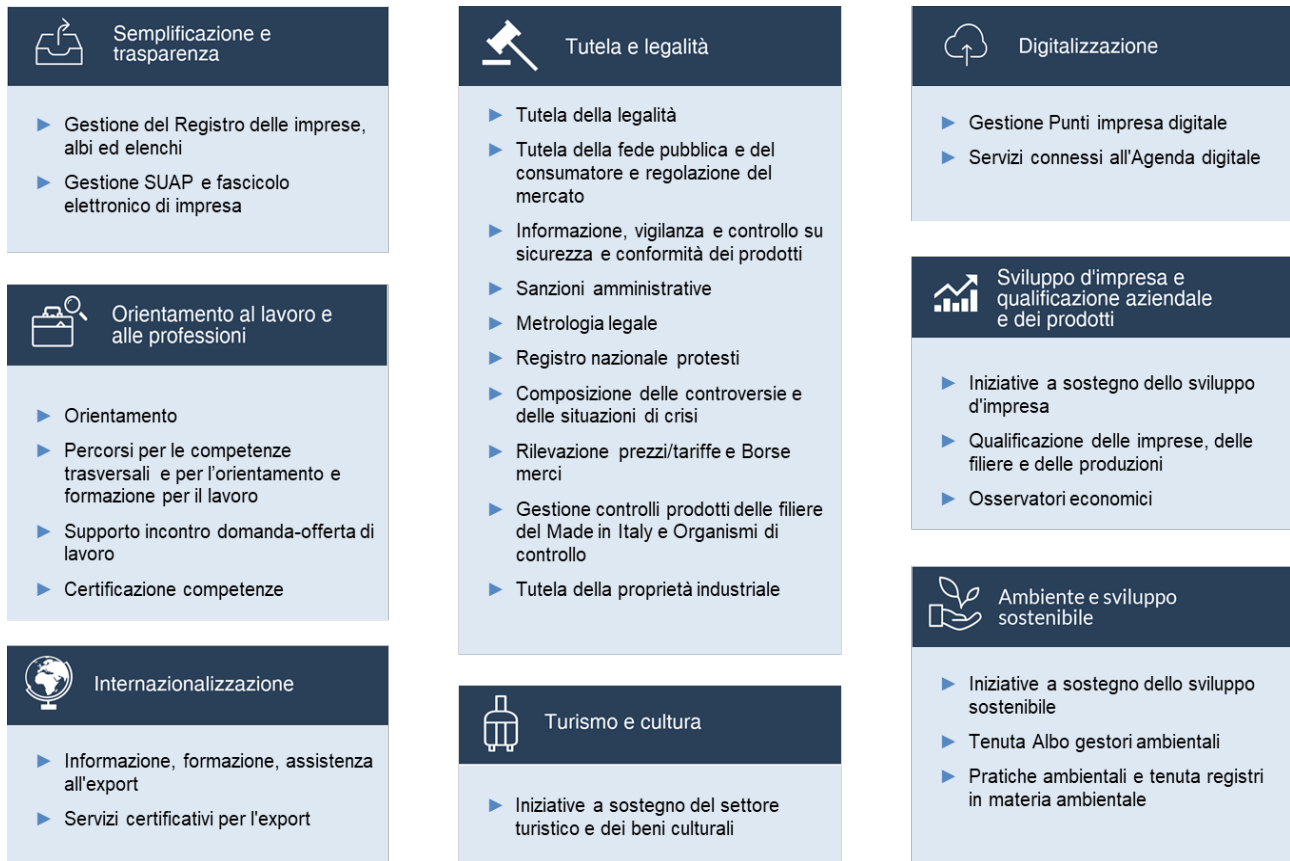 Semplificazione e
trasparenza
Gestione del Registro delle imprese,
albi ed elenchi
Gestione SUAP e fascicolo
elettronico di impresa
Orientamento al lavoro e
alle professioni
Orientamento
Percorsi per le competenze
trasversali e per l'orientamento e
formazione per il lavoro
Supporto incontro domanda-offerta di
lavoro
Certificazione competenze
Internazionalizzazione
Informazione, formazione, assistenza
all'export
Servizi certificativi per l'export
Tutela e legalità
Tutela della legalità
Tutela della fede pubblica e del
consumatore e regolazione del
mercato
Informazione, vigilanza e controllo su
sicurezza e conformità dei prodotti
Sanzioni amministrative
Metrologia legale
Registro nazionale protesti
Composizione delle controversie e
delle situazioni di crisi
Rilevazione prezzi/tariffe e Borse
merci
Gestione controlli prodotti delle filiere
del Made in Italy e Organismi di
controllo
Tutela della proprietà industriale
Turismo e cultura
Iniziative a sostegno del settore
turistico e dei beni culturali
Digitalizzazione
Gestione Punti impresa digitale
Servizi connessi all'Agenda digitale
Sviluppo d'impresa e
qualificazione aziendale
e dei prodotti
Iniziative a sostegno dello sviluppo
d'impresa
Qualificazione delle imprese, delle
filiere e delle produzioni
Osservatori economici
Ambiente e sviluppo
sostenibile
Iniziative a sostegno dello sviluppo
sostenibile
Tenuta Albo gestori ambientali
Pratiche ambientali e tenuta registri
in materia ambientale